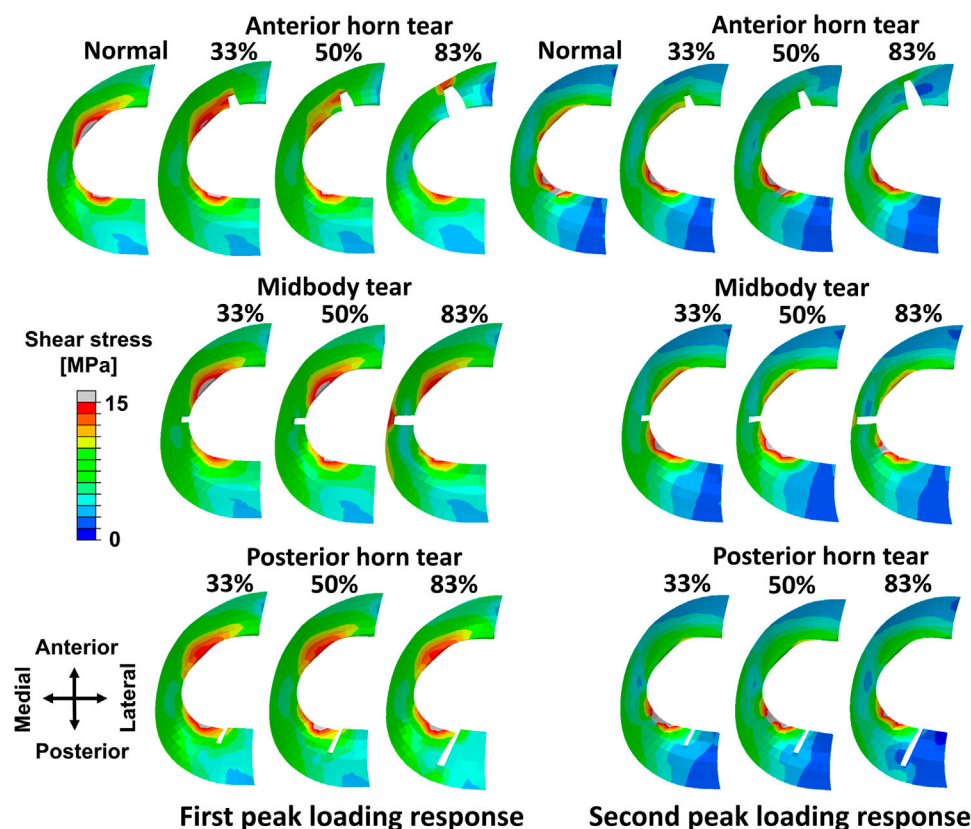 Anterior horn tear
Normal 33% 50% 83%
Anterior horn tear
Normal 33% 50% 83%
Midbody tear
33% 50% 83%
Midbody tear
33% 50% 83%
Shear stress
[MPa]
15
0
Posterior horn tear
33% 50% 83%
Posterior horn tear
33% 50% 83%
Anterior
Medial
Lateral
Posterior
First peak loading response
Second peak loading response